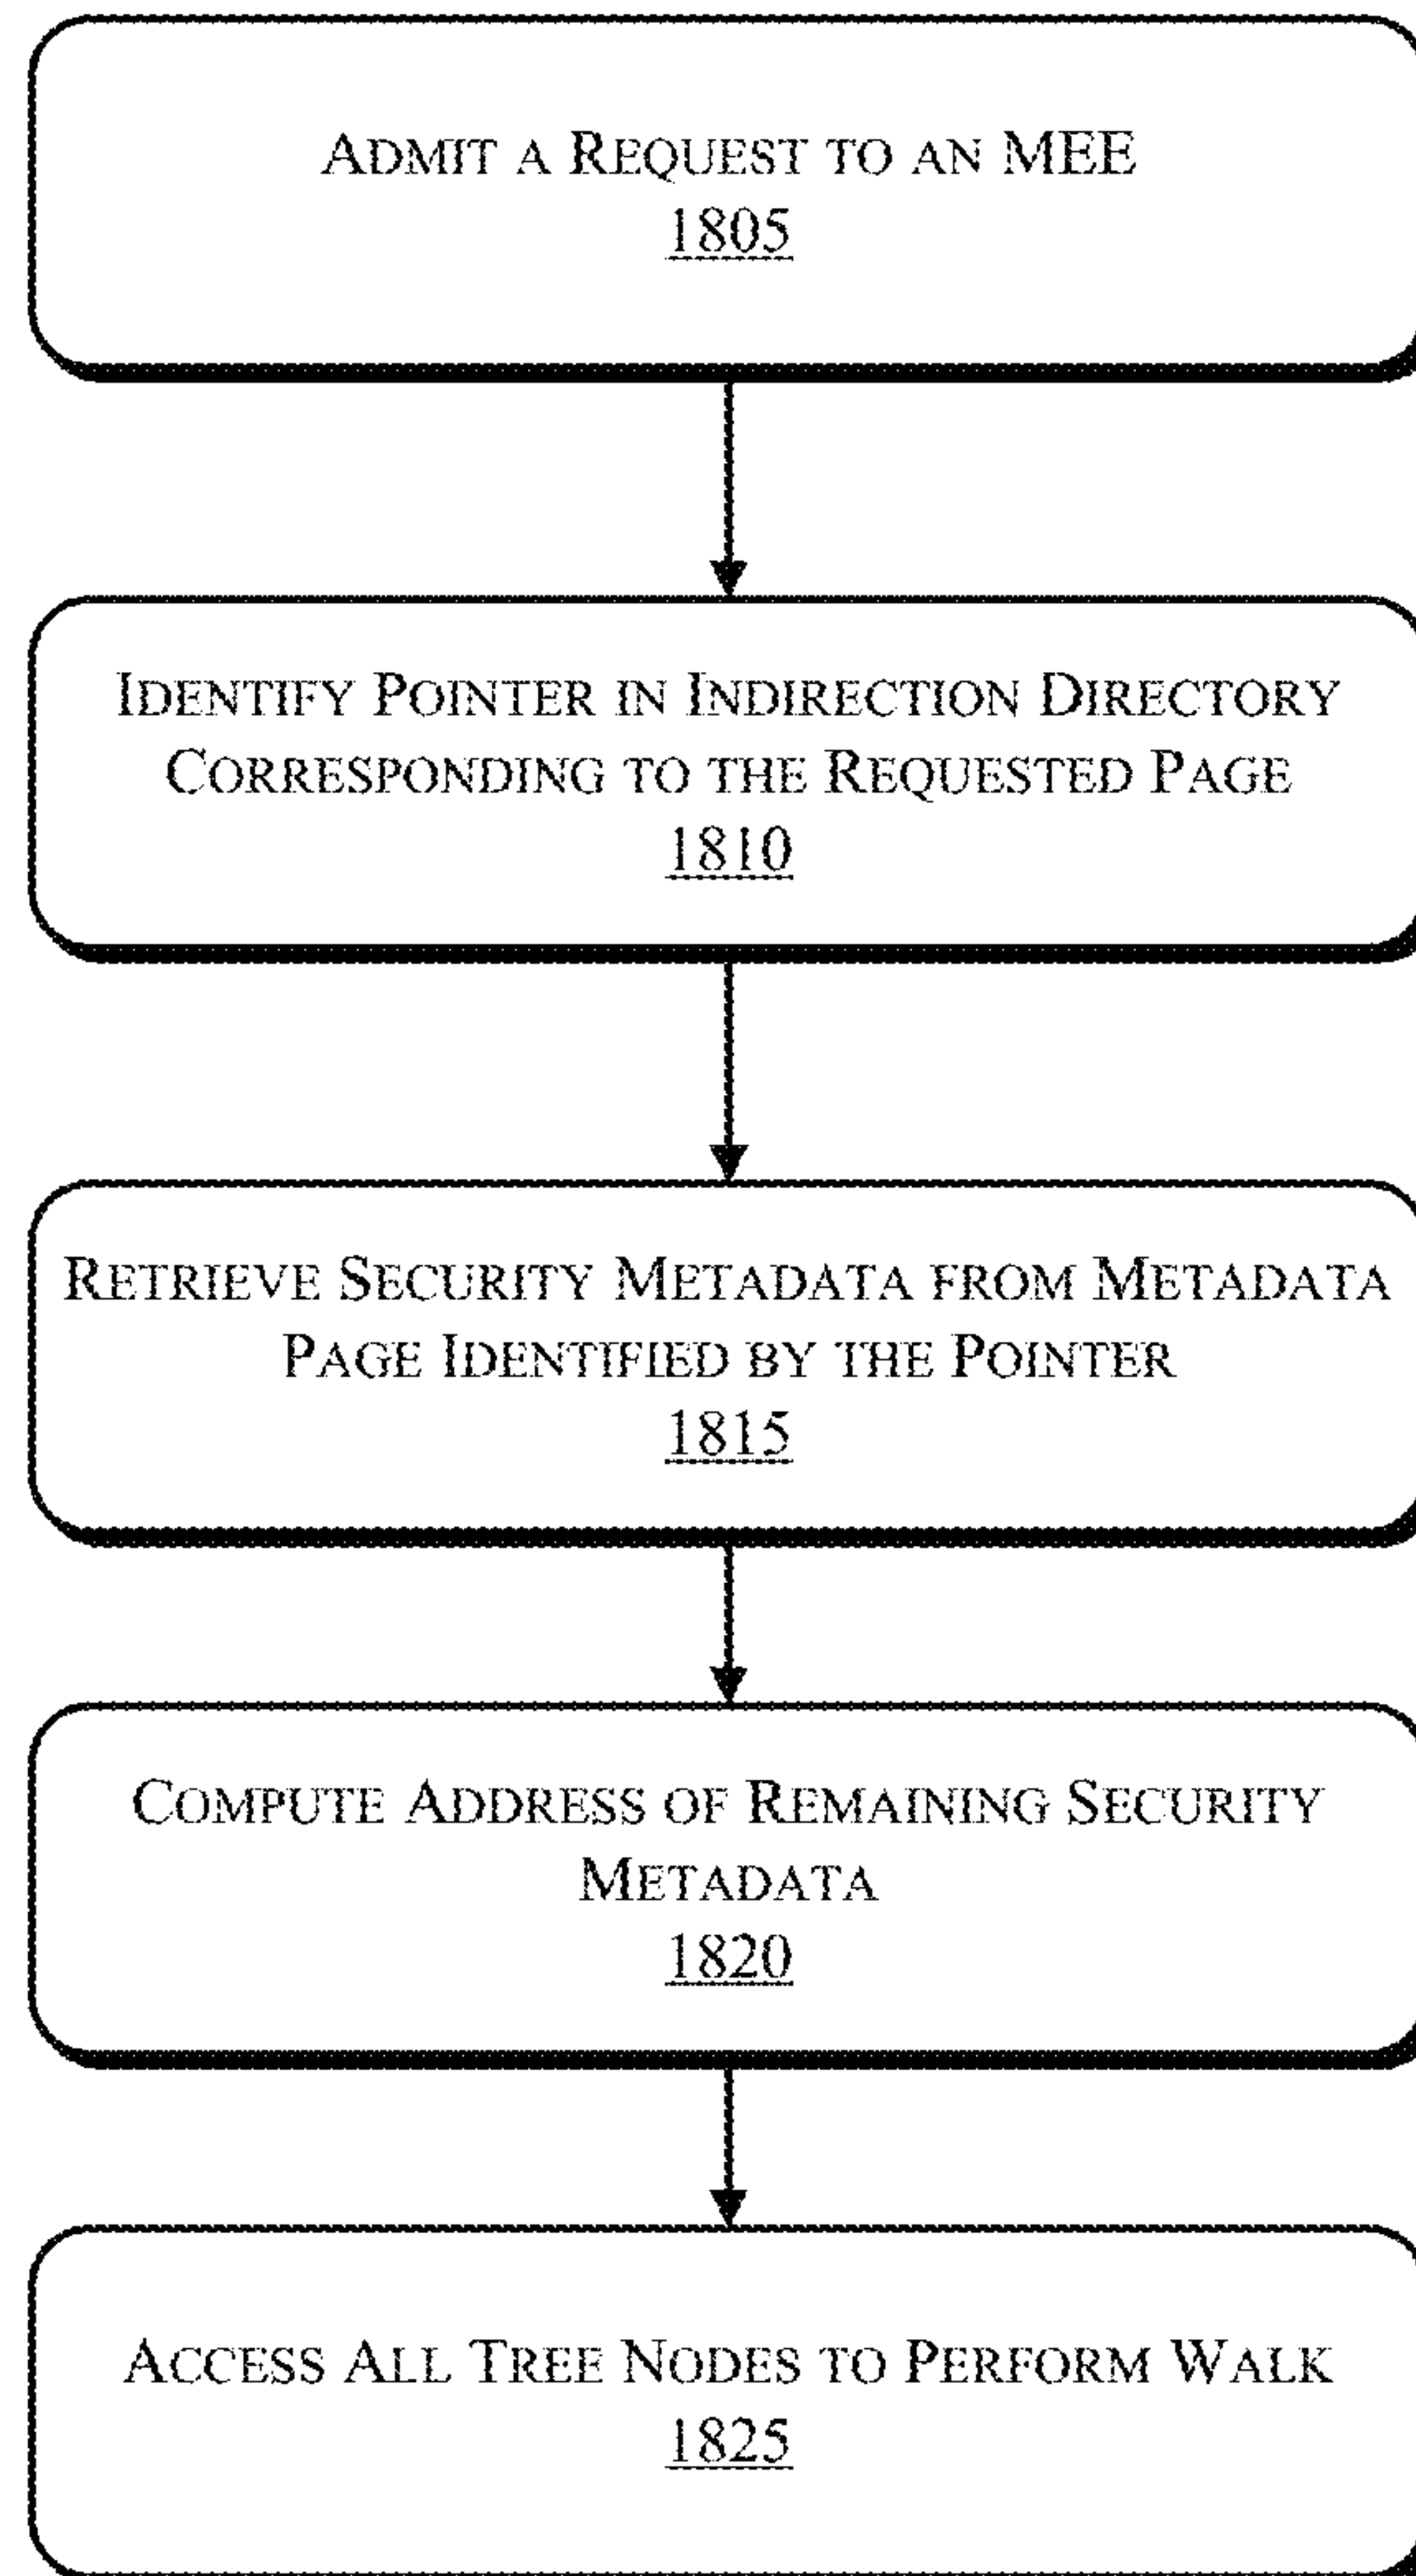 ADMIT A REQUEST TO AN MEE
1805
IDENTIFY POINTER IN INDIRECTION DIRECTORY
CORRESPONDING TO THE REQUESTED PAGE
1810
RETRIEVE SECURITY METADATA FROM METADATA
PAGE IDENTIFIED BY THE POINTER
1815
COMPUTE ADDRESS OF REMAINING SECURITY
METADATA
1820
ACCESS ALL TREE NODES TO PERFORM WALK
1825